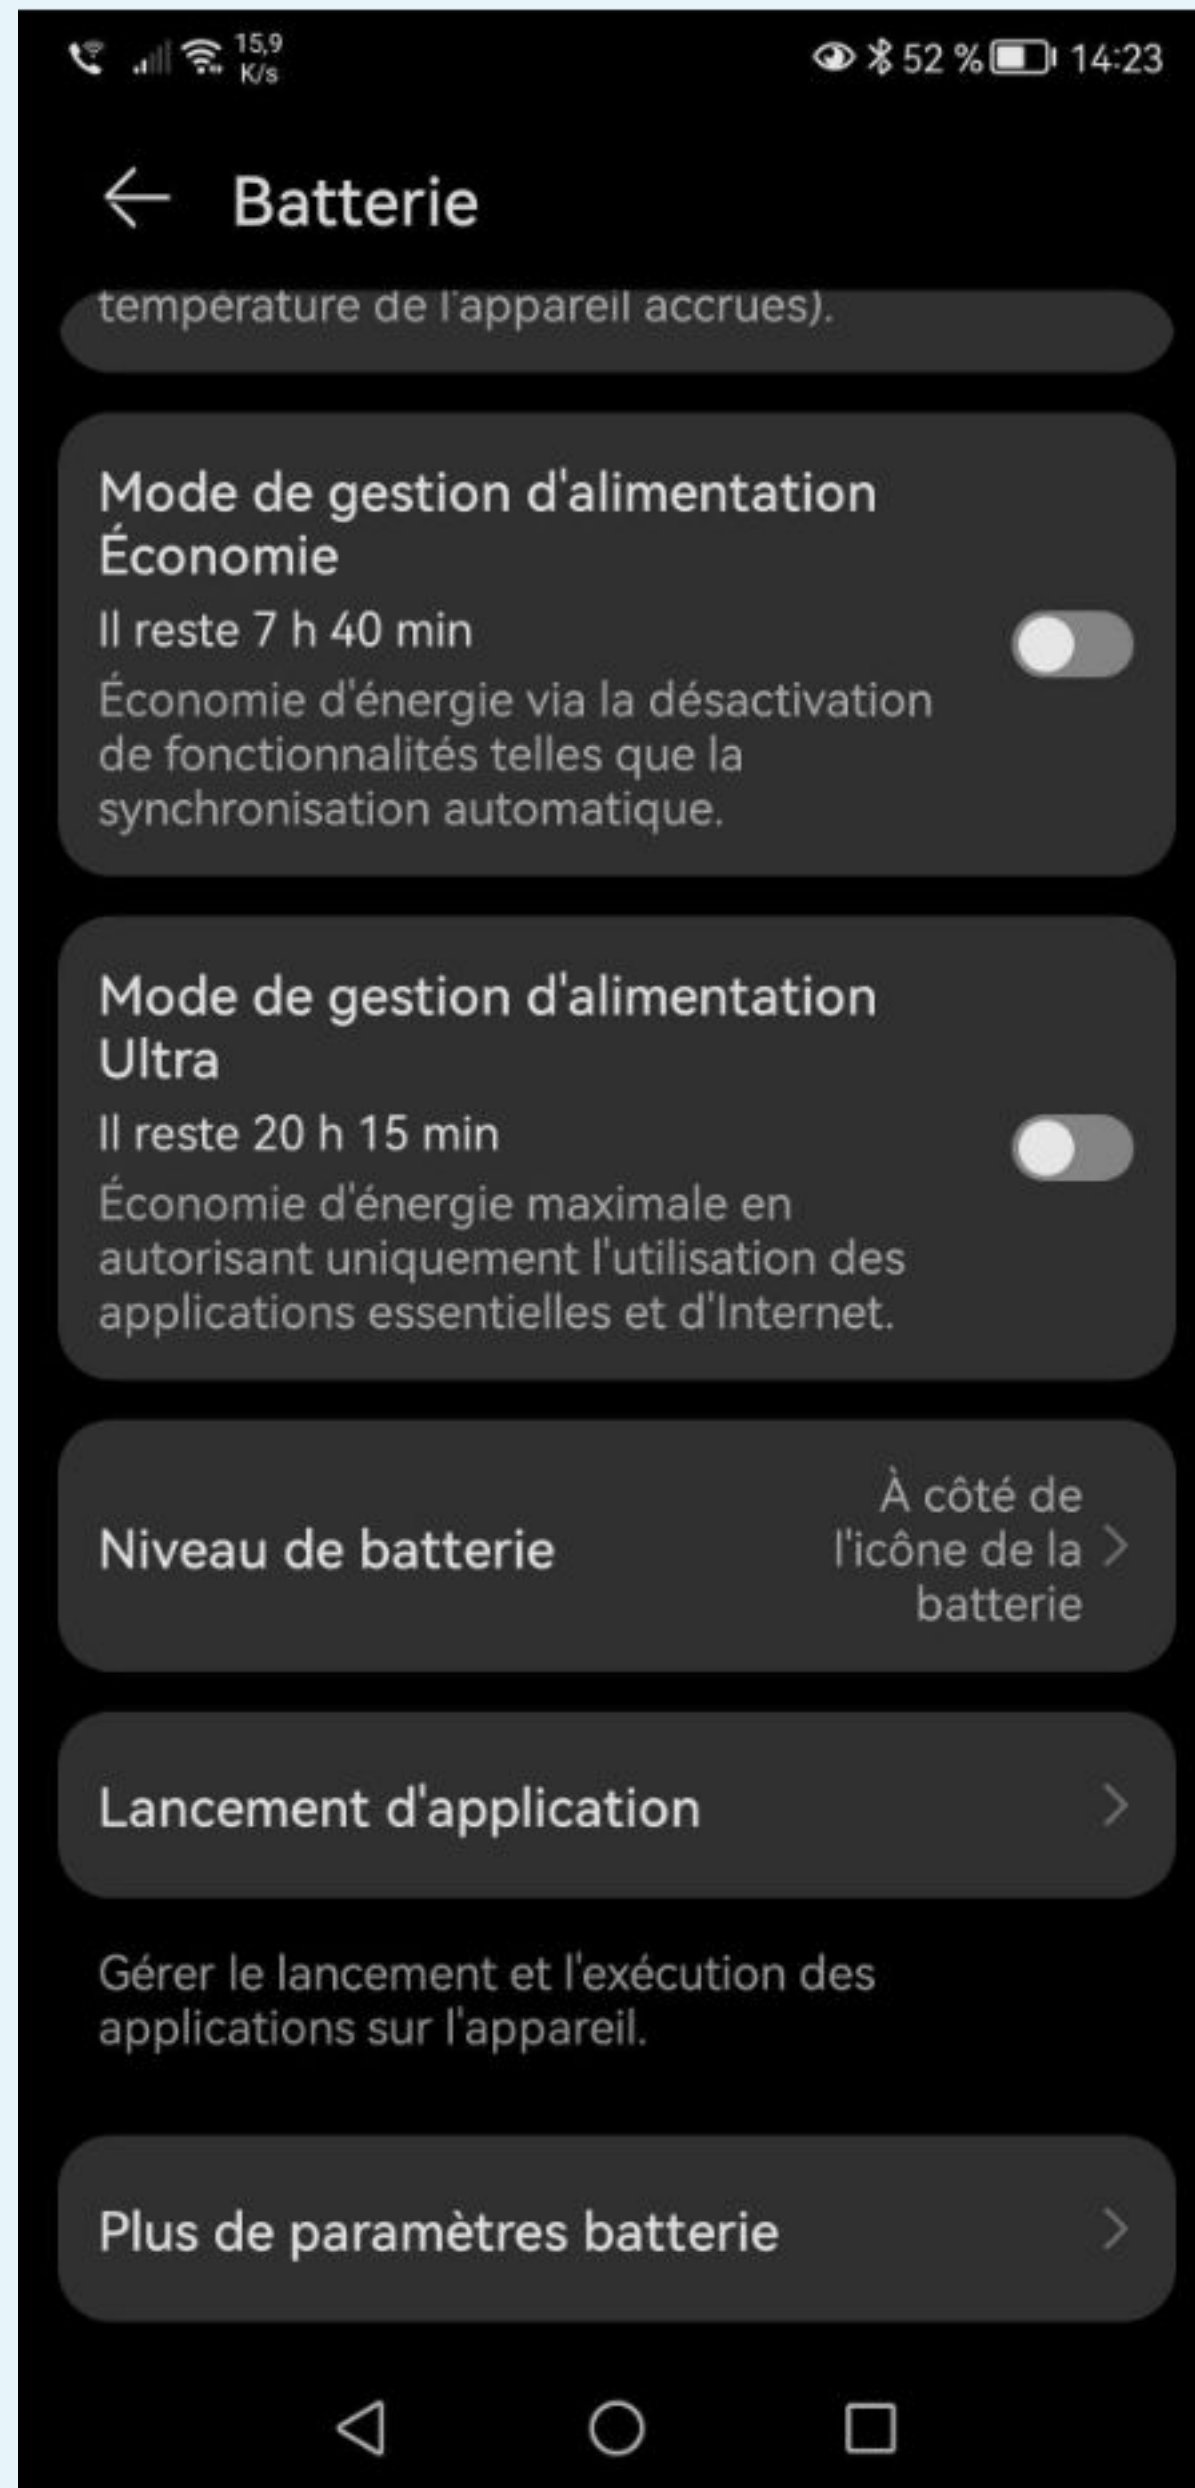 15,9
K/s
52 % 14:23
Batterie
température de l'appareil accrues).
Mode de gestion d'alimentation
Économie
Il reste 7 h 40 min
Économie d'énergie via la désactivation
de fonctionnalités telles que la
synchronisation automatique.
Mode de gestion d'alimentation
Ultra
Il reste 20 h 15 min
Économie d'énergie maximale en
autorisant uniquement l'utilisation des
applications essentielles et d'Internet.
Niveau de batterie
À côté de
l'icône de la
batterie
Lancement d'application
Gérer le lancement et l'exécution des
applications sur l'appareil.
Plus de paramètres batterie